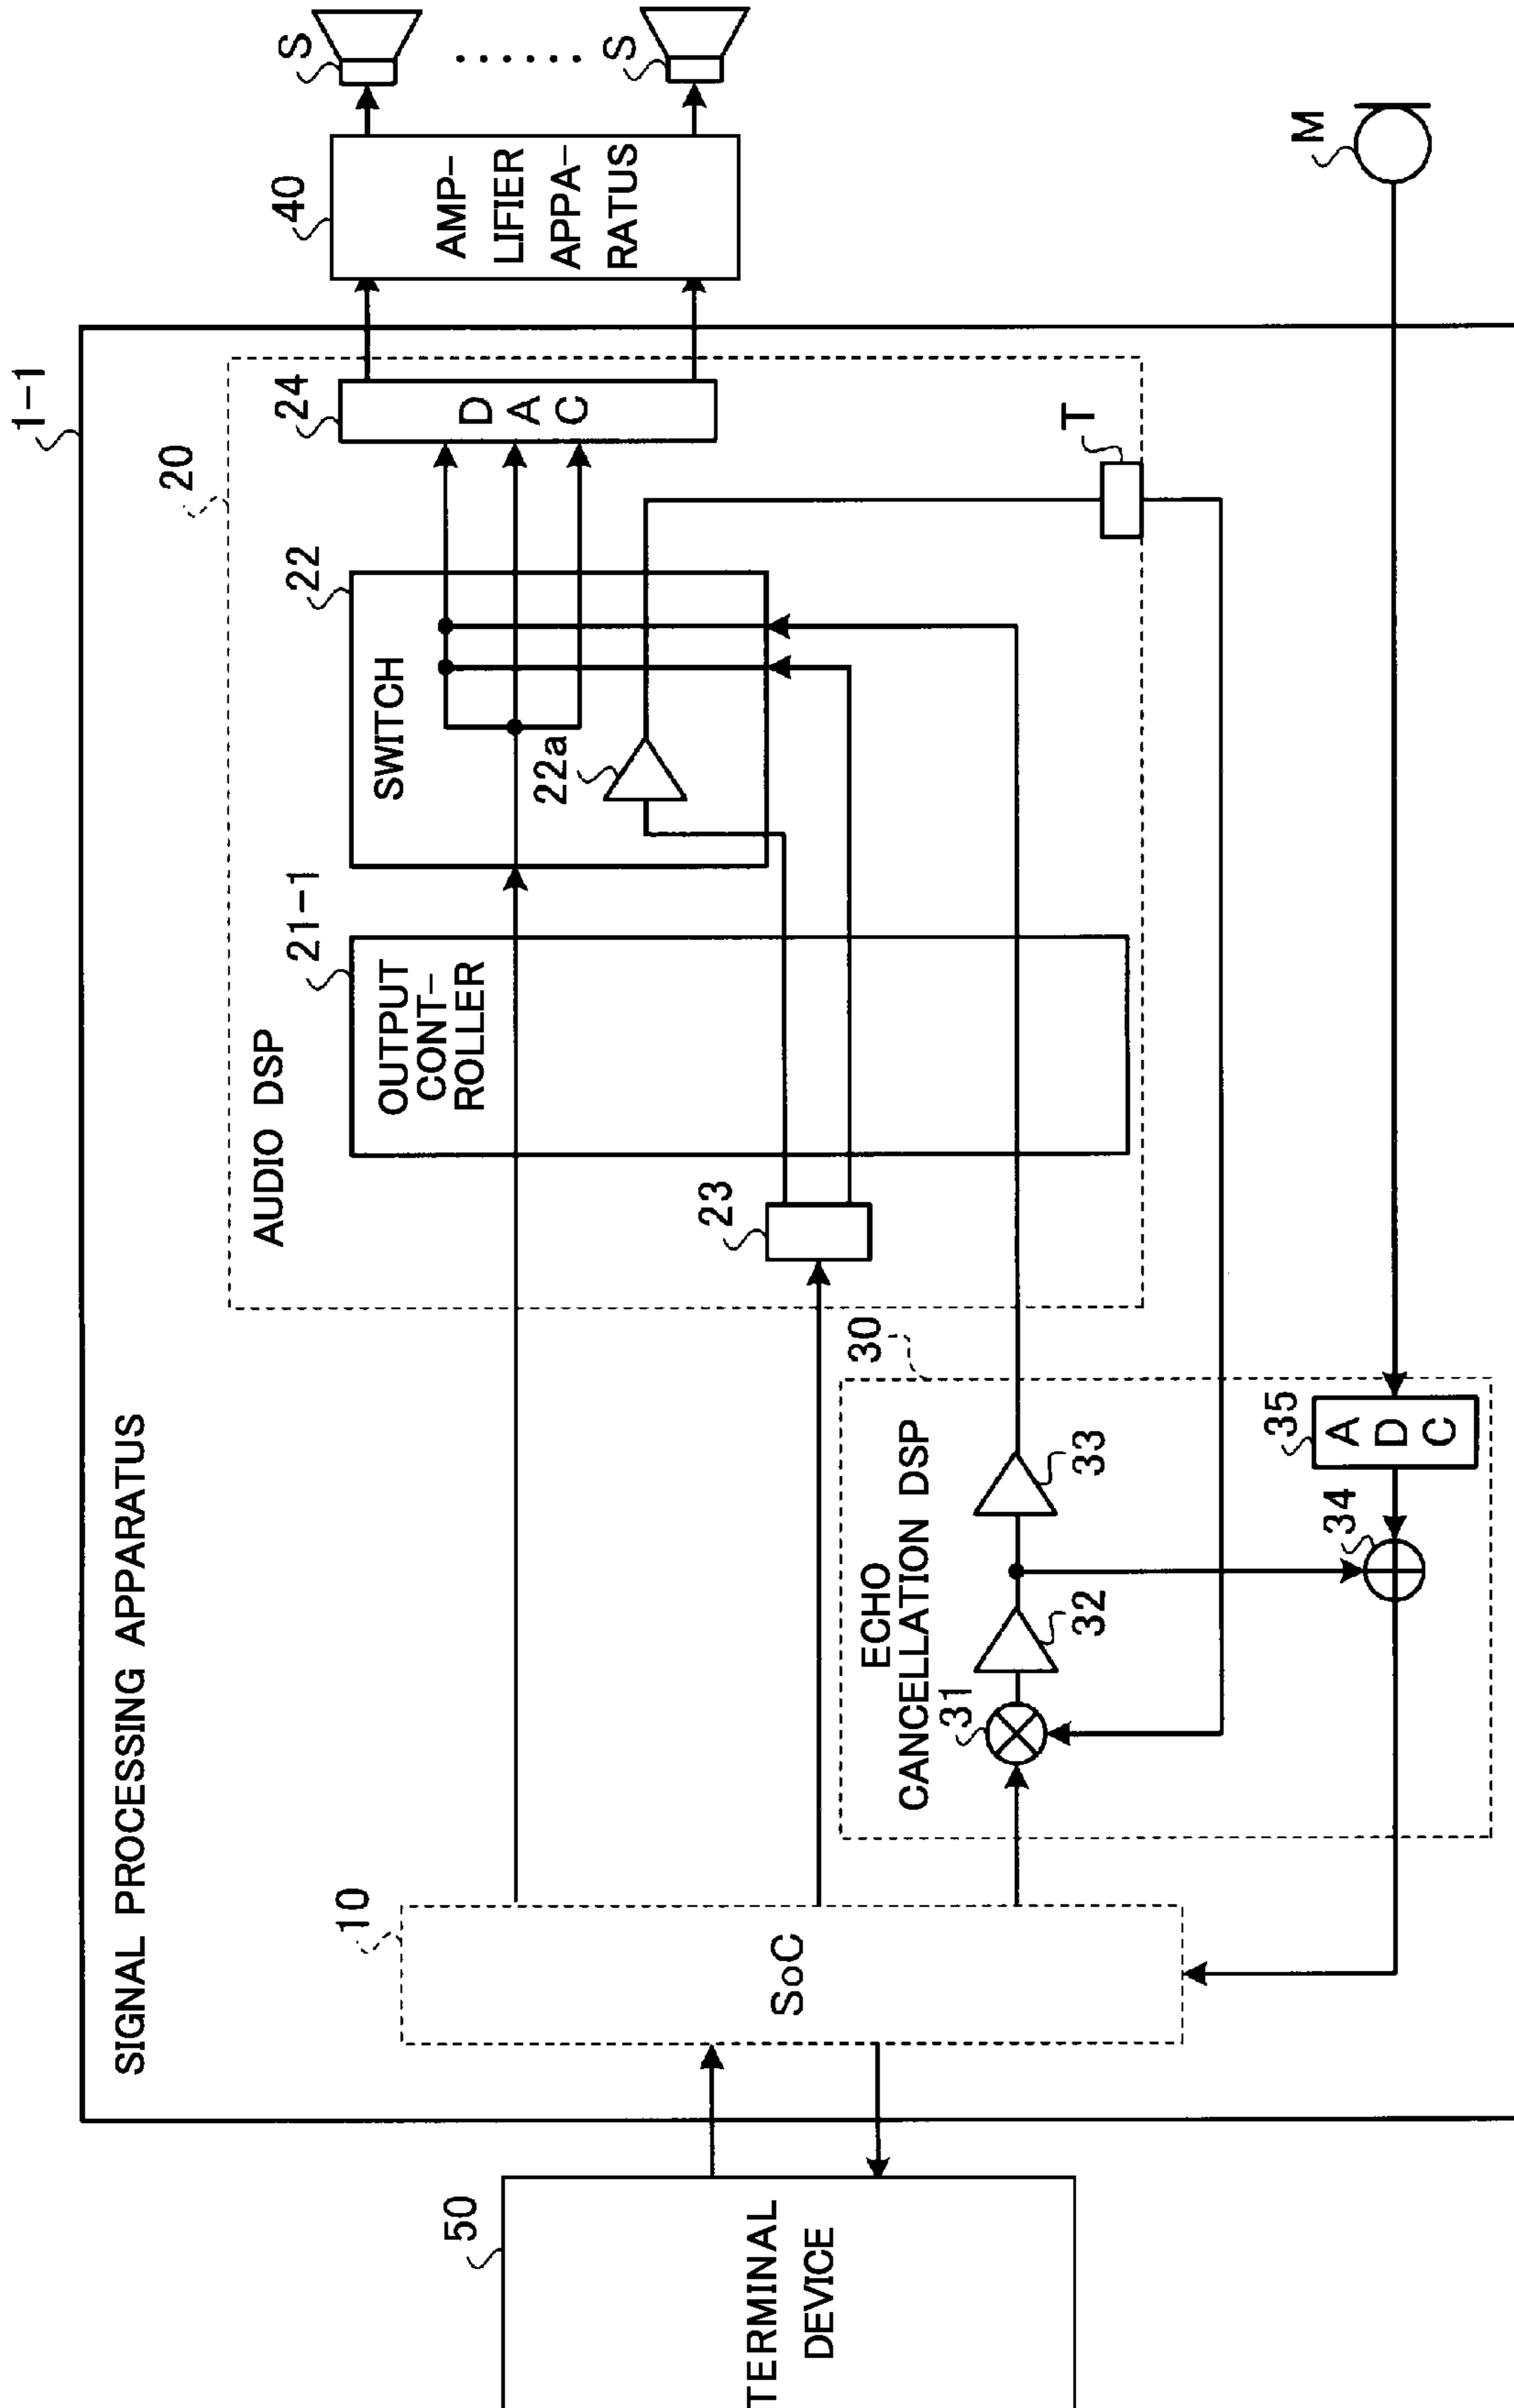 1-1
SIGNAL PROCESSING APPARATUS
20
AUDIO DSP
50
TERMINAL
DEVICE
10
SoC
21-1
OUTPUT
CONT-
ROLLER
22
SWITCH
22a
24
D
A
C
40
AMP-
LIFIER
APPA-
RATUS
S
......
S
23
T
30
ECHO
CANCELLATION DSP
31
32
33
34
35
A
D
C
M